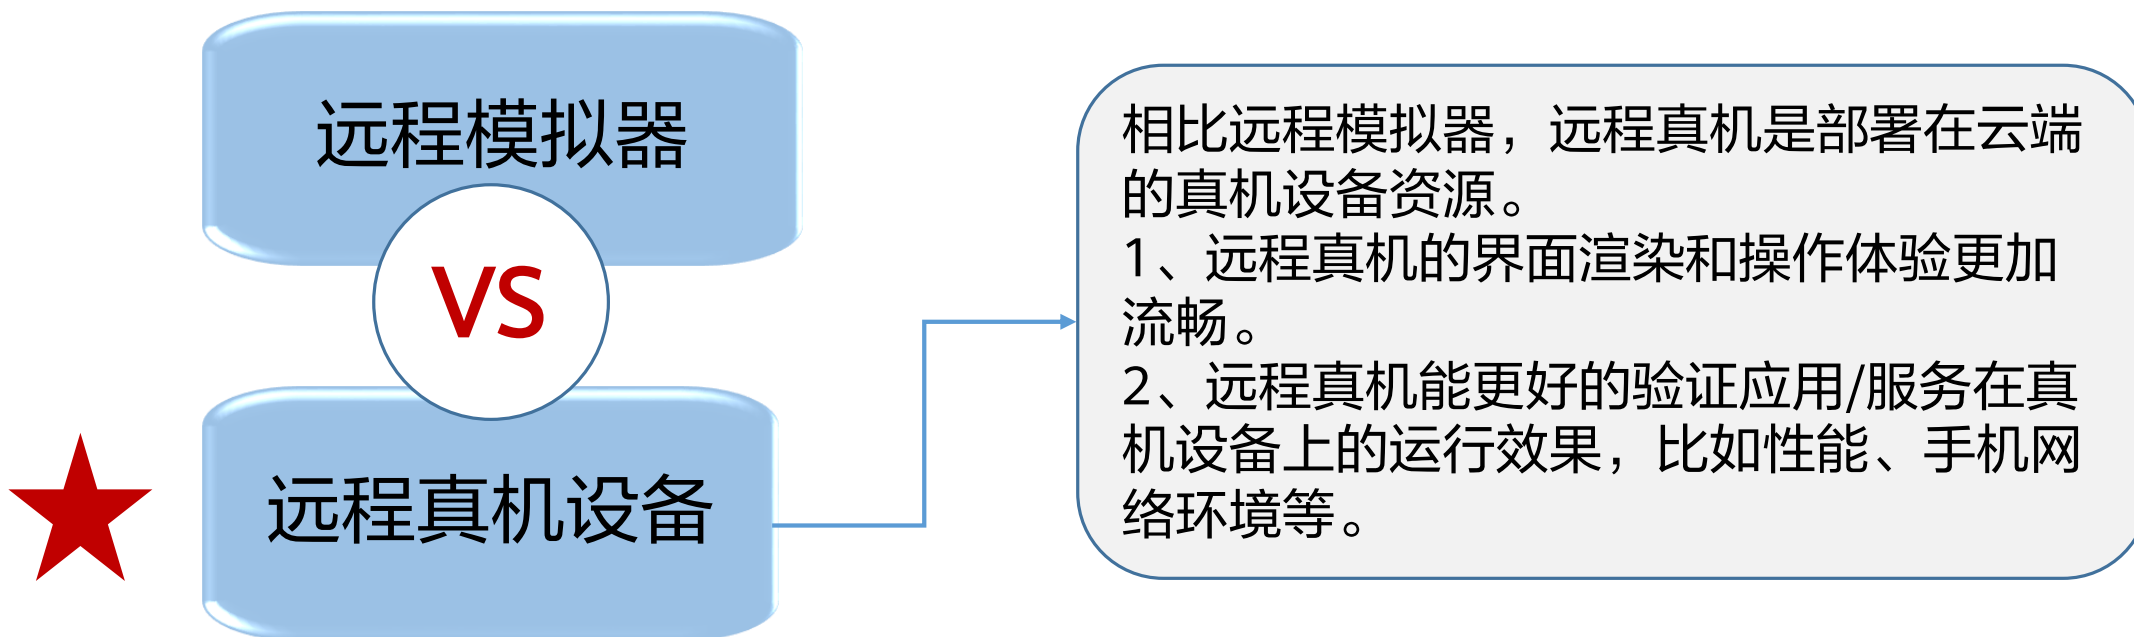 远程模拟器
VS
远程真机设备
相比远程模拟器，远程真机是部署在云端
的真机设备资源。
1、远程真机的界面渲染和操作体验更加
流畅。
2、远程真机能更好的验证应用/服务在真
机设备上的运行效果，比如性能、手机网
络环境等。